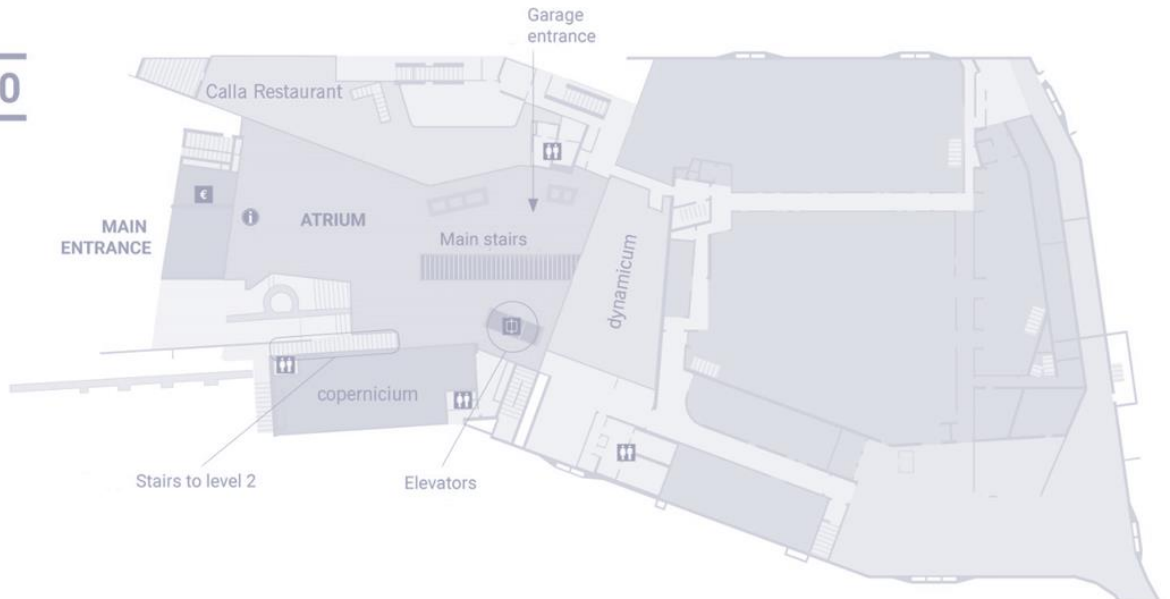 Garage
entrance
0
Calla Restaurant
€
i
ATRIUM
MAIN
ENTRANCE
Main stairs
dynamicum
copernicium
Stairs to level 2
Elevators